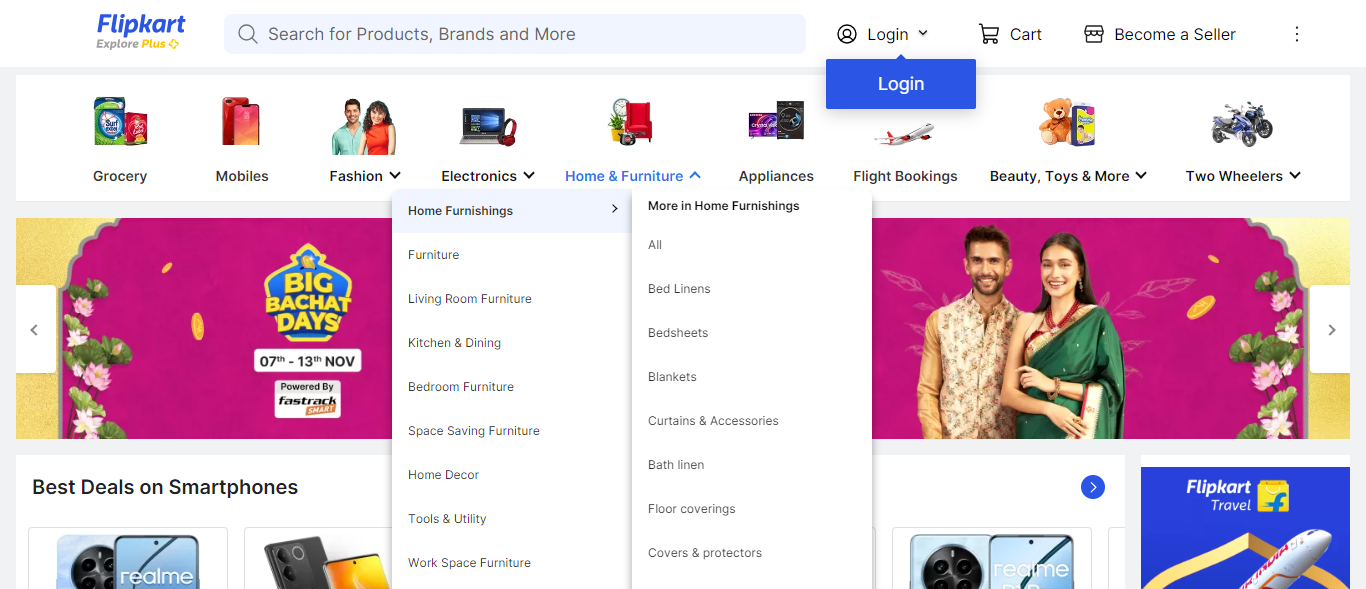 Flipkart
Explore Plus
Search for Products, Brands and More
Login
Cart
Become a Seller
Login
Surf excel
Grocery
Mobiles
Fashion
Electronics
Home & Furniture
Appliances
Flight Bookings
Beauty, Toys & More
Two Wheelers
Home Furnishings
Furniture
Living Room Furniture
Kitchen & Dining
Bedroom Furniture
Space Saving Furniture
Home Decor
Tools & Utility
Work Space Furniture
More in Home Furnishings
All
Bed Linens
Bedsheets
Blankets
Curtains & Accessories
Bath linen
Floor coverings
Covers & protectors
BIG
BACHAT
DAYS
07th - 13th NOV
Powered By
fastrack
SMART
Best Deals on Smartphones
realme
realme
Flipkart
Travel